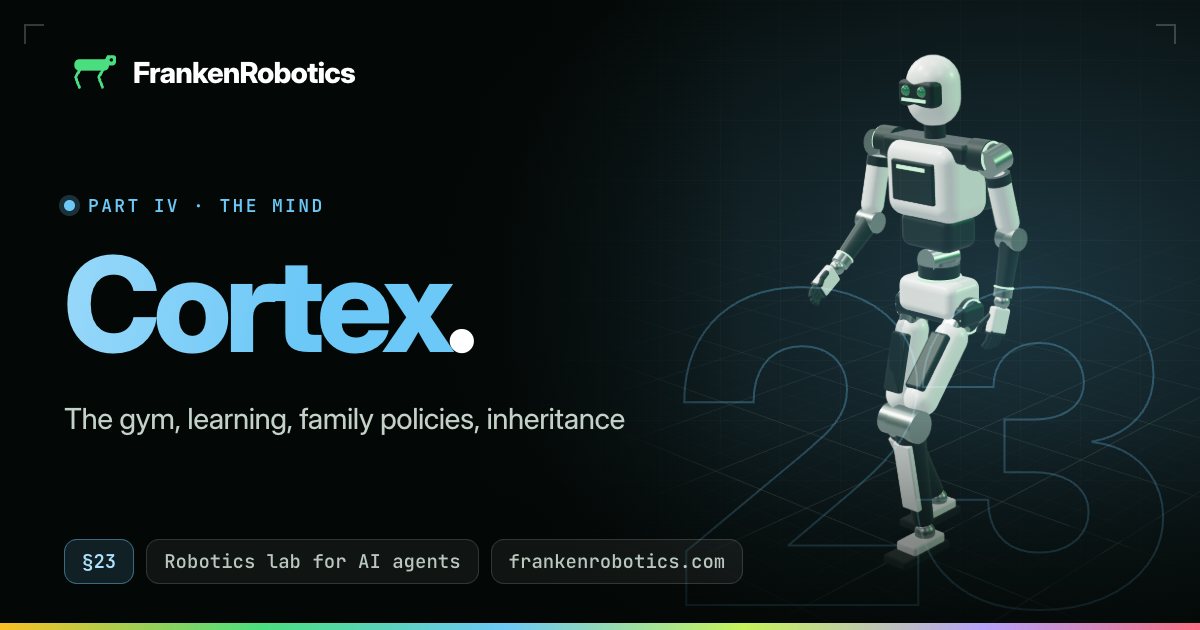 FrankenRobotics
PART IV · THE MIND
Cortex.
The gym, learning, family policies, inheritance
23
§23
Robotics lab for AI agents
frankenrobotics.com